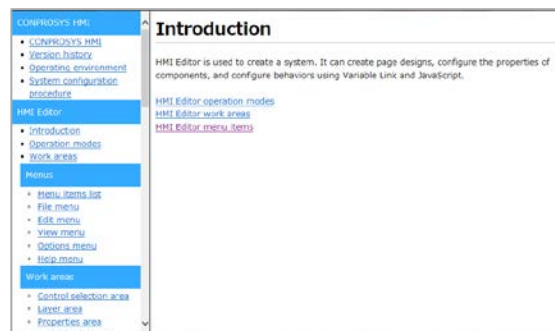 CONPROSYS HMI
CONPROSYS HMI
Version history
Operating environment
System configuration
procedure
HMI Editor
Introduction
Operation modes
Work areas
Menus
Menu items list
File menu
Edit menu
View menu
Options menu
Help menu
Work areas
Control selection area
Layer area
Properties area
Introduction
HMI Editor is used to create a system. It can create page designs, configure the properties of
components, and configure behaviors using Variable Link and JavaScript.
HMI Editor operation modes
HMI Editor work areas
HMI Editor menu items